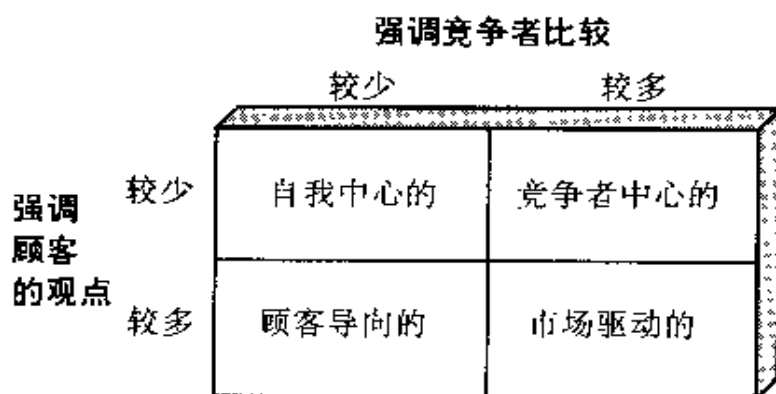 强调竞争者比较
较少 较多
较少 自我中心的 竞争者中心的
强调
顾客
的观点
较多 顾客导向的 市场驱动的